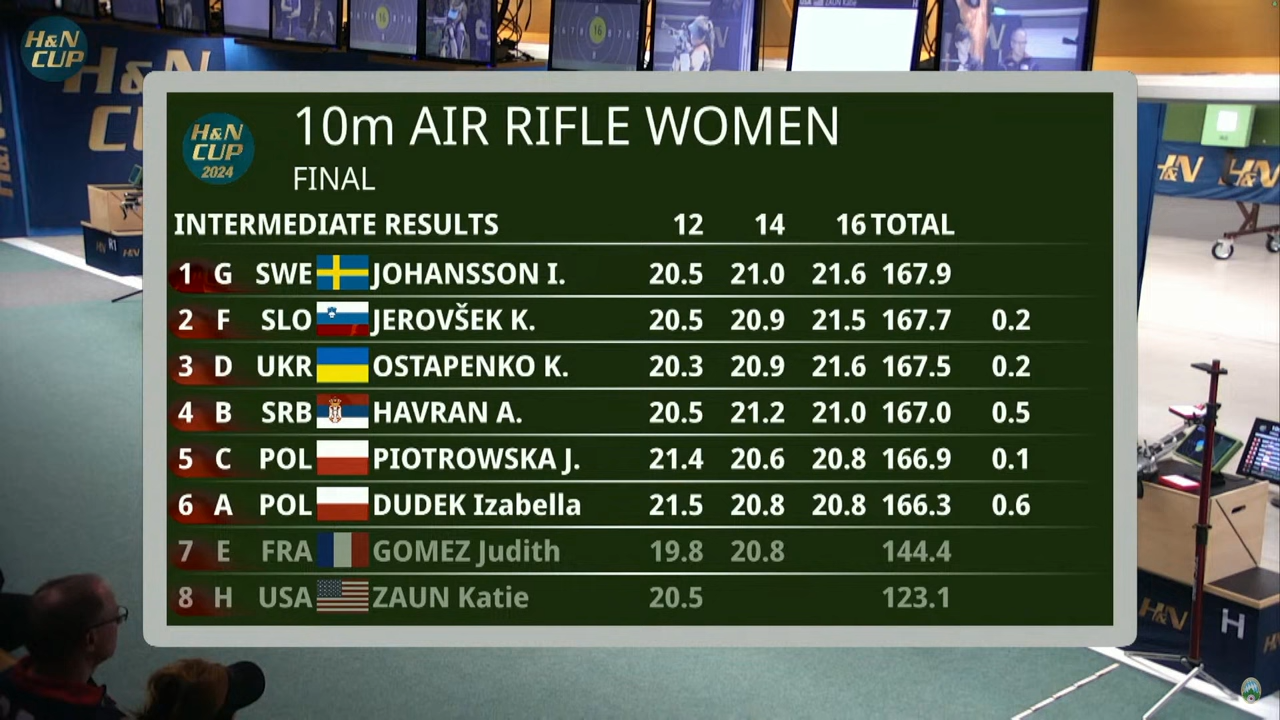 H&N
CUP
H&N
16
16
H&N
CUP
2024
10m AIR RIFLE WOMEN
FINAL
INTERMEDIATE RESULTS 12 14 16 TOTAL
1 G SWE JOHANSSON I. 20.5 21.0 21.6 167.9
2 F SLO JEROVŠEK K. 20.5 20.9 21.5 167.7 0.2
3 D UKR OSTAPENKO K. 20.3 20.9 21.6 167.5 0.2
4 B SRB HAVRAN A. 20.5 21.2 21.0 167.0 0.5
5 C POL PIOTROWSKA J. 21.4 20.6 20.8 166.9 0.1
6 A POL DUDEK Izabella 21.5 20.8 20.8 166.3 0.6
7 E FRA GOMEZ Judith 19.8 20.8 144.4
8 H USA ZAUN Katie 20.5 123.1
H&N
H